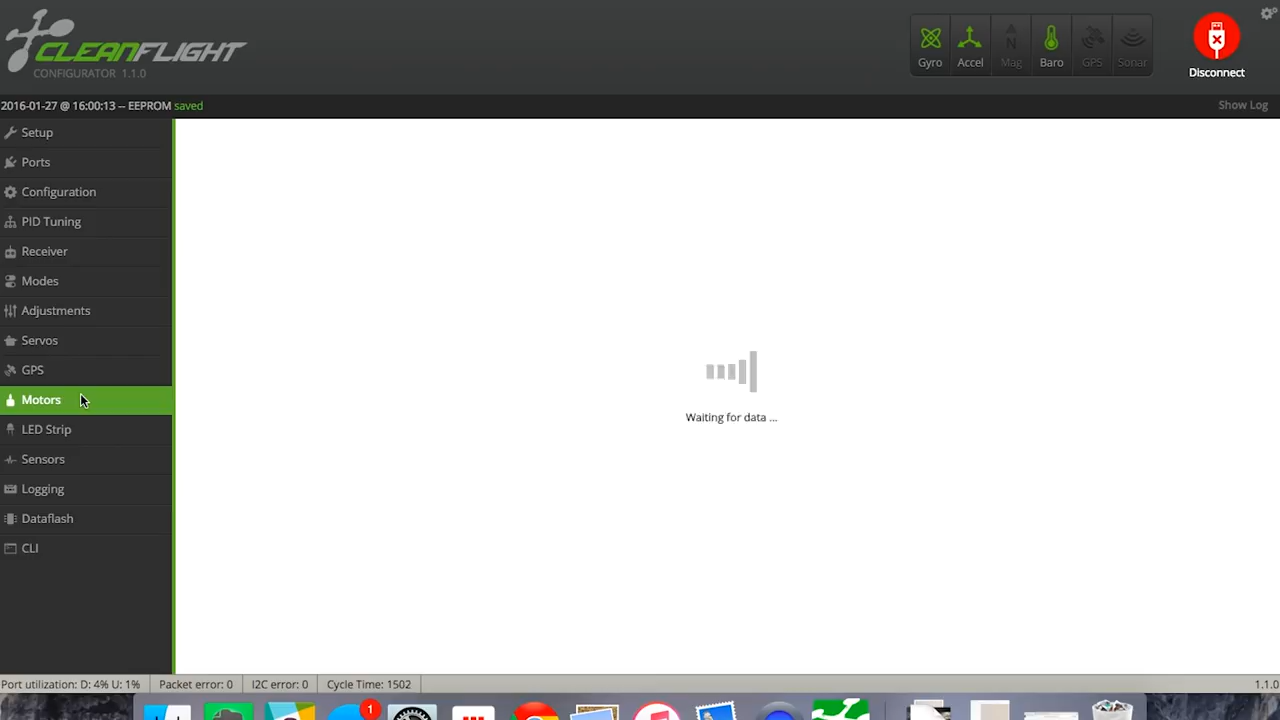 CLEANFLIGHT
CONFIGURATOR 1.1.0
Gyro
Accel
N
Mag
Baro
GPS
Sonar
Disconnect
2016-01-27 @ 16:00:13 -- EEPROM saved
Show Log
Setup
Ports
Configuration
PID Tuning
Receiver
Modes
Adjustments
Servos
GPS
Motors
LED Strip
Sensors
Logging
Dataflash
CLI
Waiting for data ...
Port utilization: D: 4% U: 1%
Packet error: 0
I2C error: 0
Cycle Time: 1502
1.1.0
1